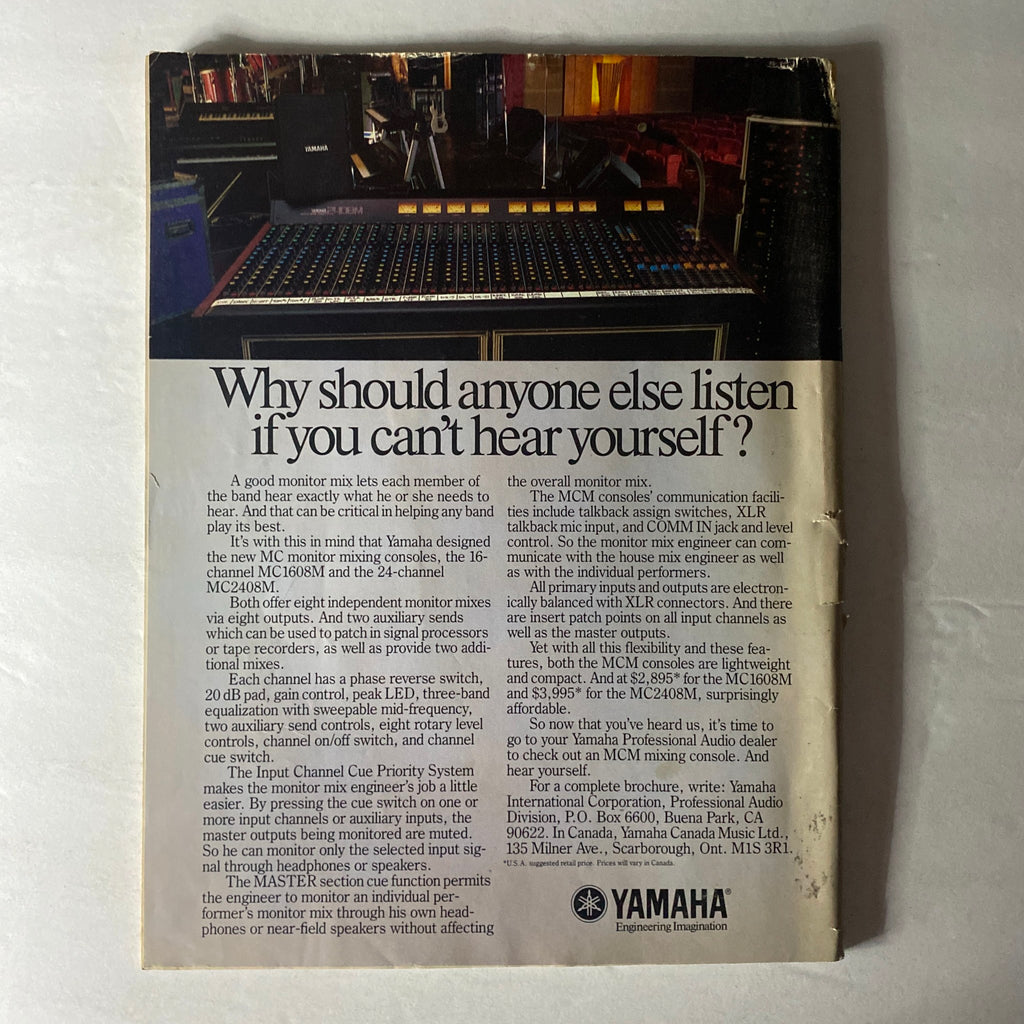 YAMAHA
YAMAHA
2408M
Why should anyone else listen
if you can't hear yourself?
A good monitor mix lets each member of
the band hear exactly what he or she needs to
hear. And that can be critical in helping any band
play its best.
It's with this in mind that Yamaha designed
the new MC monitor mixing consoles, the 16-
channel MC1608M and the 24-channel
MC2408M.
Both offer eight independent monitor mixes
via eight outputs. And two auxiliary sends
which can be used to patch in signal processors
or tape recorders, as well as provide two addi-
tional mixes.
Each channel has a phase reverse switch,
20 dB pad, gain control, peak LED, three-band
equalization with sweepable mid-frequency,
two auxiliary send controls, eight rotary level
controls, channel on/off switch, and channel
cue switch.
The Input Channel Cue Priority System
makes the monitor mix engineer's job a little
easier. By pressing the cue switch on one or
more input channels or auxiliary inputs, the
master outputs being monitored are muted.
So he can monitor only the selected input sig-
nal through headphones or speakers.
The MASTER section cue function permits
the engineer to monitor an individual per-
former's monitor mix through his own head-
phones or near-field speakers without affecting
the overall monitor mix.
The MCM consoles' communication facili-
ties include talkback assign switches, XLR
talkback mic input, and COMM IN jack and level
control. So the monitor mix engineer can com-
municate with the house mix engineer as well
as with the individual performers.
All primary inputs and outputs are electron-
ically balanced with XLR connectors. And there
are insert patch points on all input channels as
well as the master outputs.
Yet with all this flexibility and these fea-
tures, both the MCM consoles are lightweight
and compact. And at $2,895* for the MC1608M
and $3,995* for the MC2408M, surprisingly
affordable.
So now that you've heard us, it's time to
go to your Yamaha Professional Audio dealer
to check out an MCM mixing console. And
hear yourself.
For a complete brochure, write: Yamaha
International Corporation, Professional Audio
Division, P.O. Box 6600, Buena Park, CA
90622. In Canada, Yamaha Canada Music Ltd.,
135 Milner Ave., Scarborough, Ont. M1S 3R1.
*U.S.A. suggested retail price. Prices will vary in Canada.
YAMAHA®
Engineering Imagination